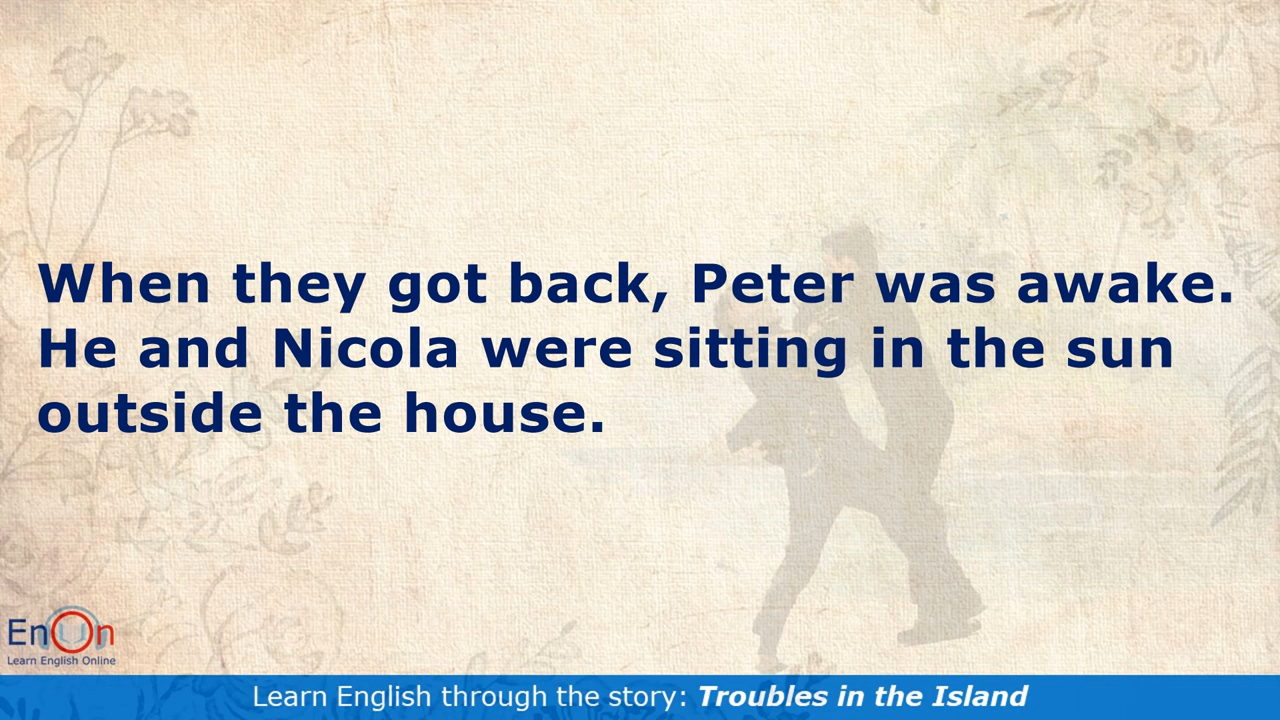 When they got back, Peter was awake.
He and Nicola were sitting in the sun
outside the house.
EnOn
Learn English Online
Learn English through the story: Troubles in the Island